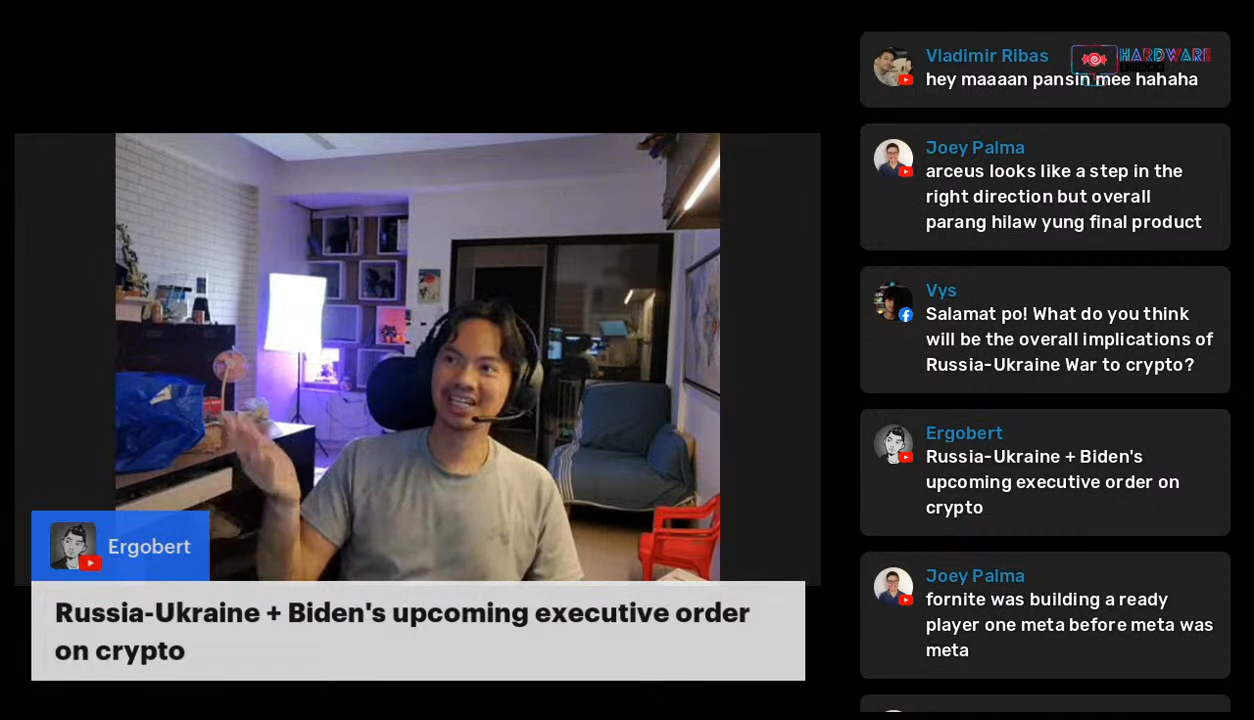 Vladimir Ribas
HARDWARE
hey maaaan pansin mee hahaha
Joey Palma
arceus looks like a step in the
right direction but overall
parang hilaw yung final product
Vys
Salamat po! What do you think
will be the overall implications of
Russia-Ukraine War to crypto?
Ergobert
Russia-Ukraine + Biden's
upcoming executive order on
crypto
Joey Palma
fornite was building a ready
player one meta before meta was
meta
Ergobert
Russia-Ukraine + Biden's upcoming executive order
on crypto